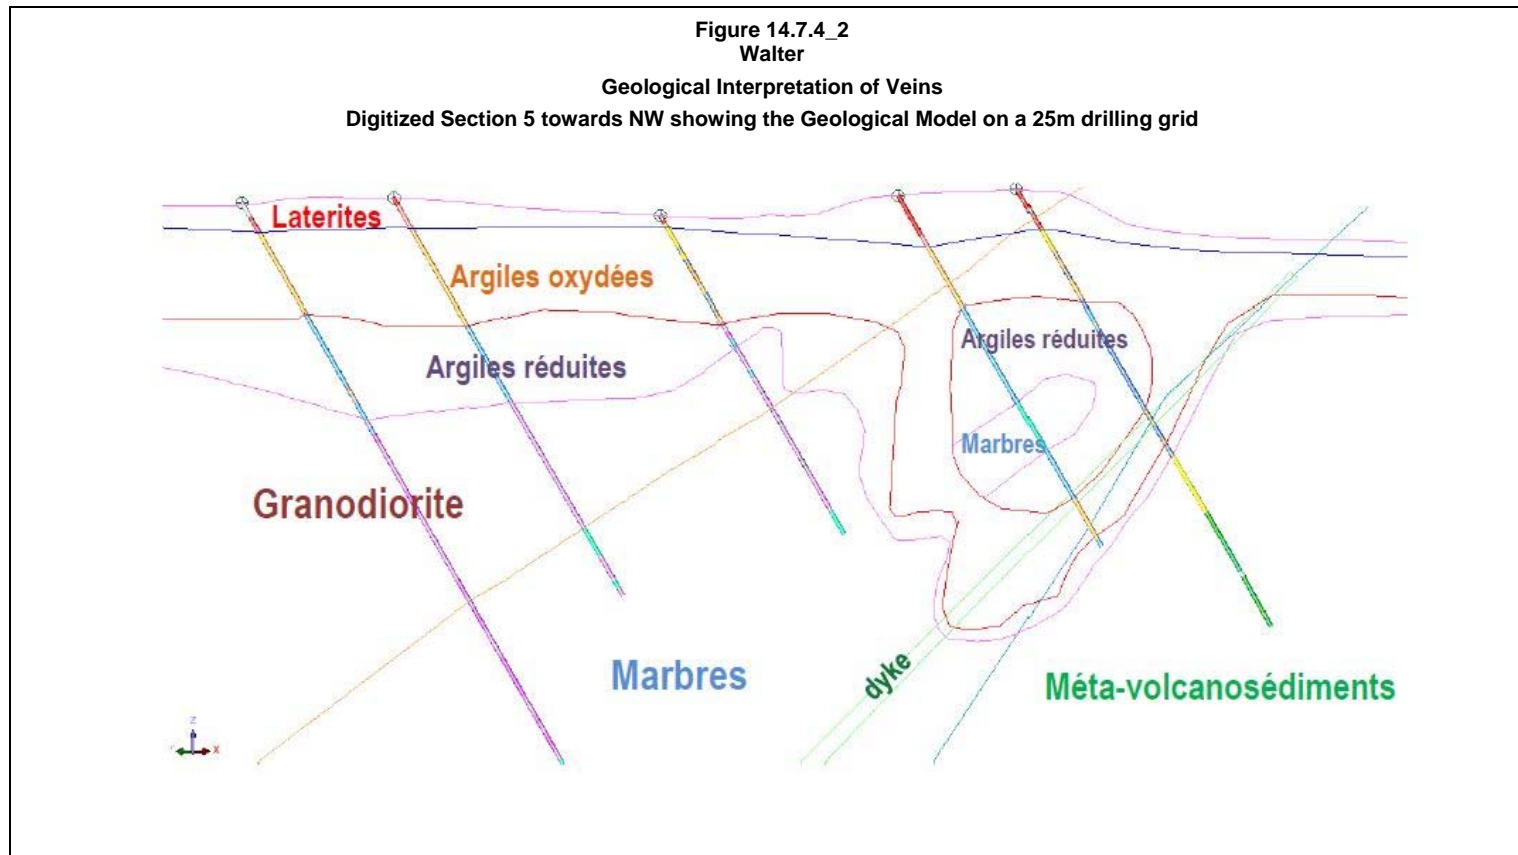 Figure 14.7.4_2
Walter
Geological Interpretation of Veins
Digitized Section 5 towards NW showing the Geological Model on a 25m drilling grid
Laterites
Argiles oxydées
Argiles réduites
Argiles réduites
Marbres
Granodiorite
Marbres
dyke
Méta-volcanosédiments
z
x